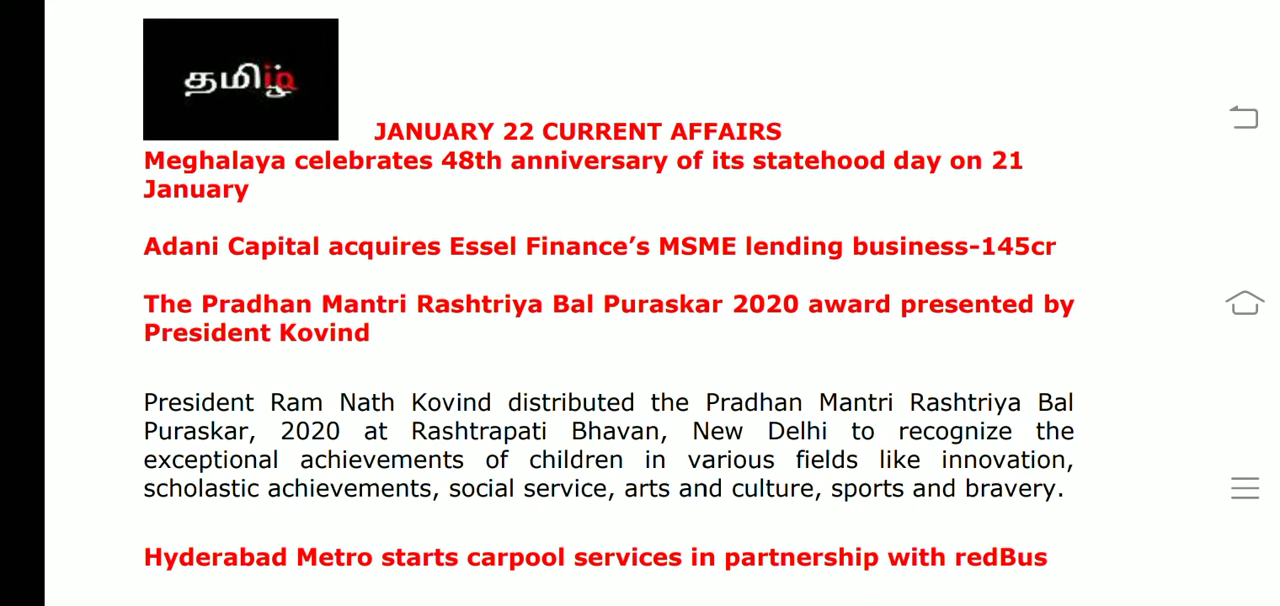 தமிழ்
JANUARY 22 CURRENT AFFAIRS
Meghalaya celebrates 48th anniversary of its statehood day on 21
January
Adani Capital acquires Essel Finance’s MSME lending business-145cr
The Pradhan Mantri Rashtriya Bal Puraskar 2020 award presented by
President Kovind
President Ram Nath Kovind distributed the Pradhan Mantri Rashtriya Bal
Puraskar, 2020 at Rashtrapati Bhavan, New Delhi to recognize the
exceptional achievements of children in various fields like innovation,
scholastic achievements, social service, arts and culture, sports and bravery.
Hyderabad Metro starts carpool services in partnership with redBus